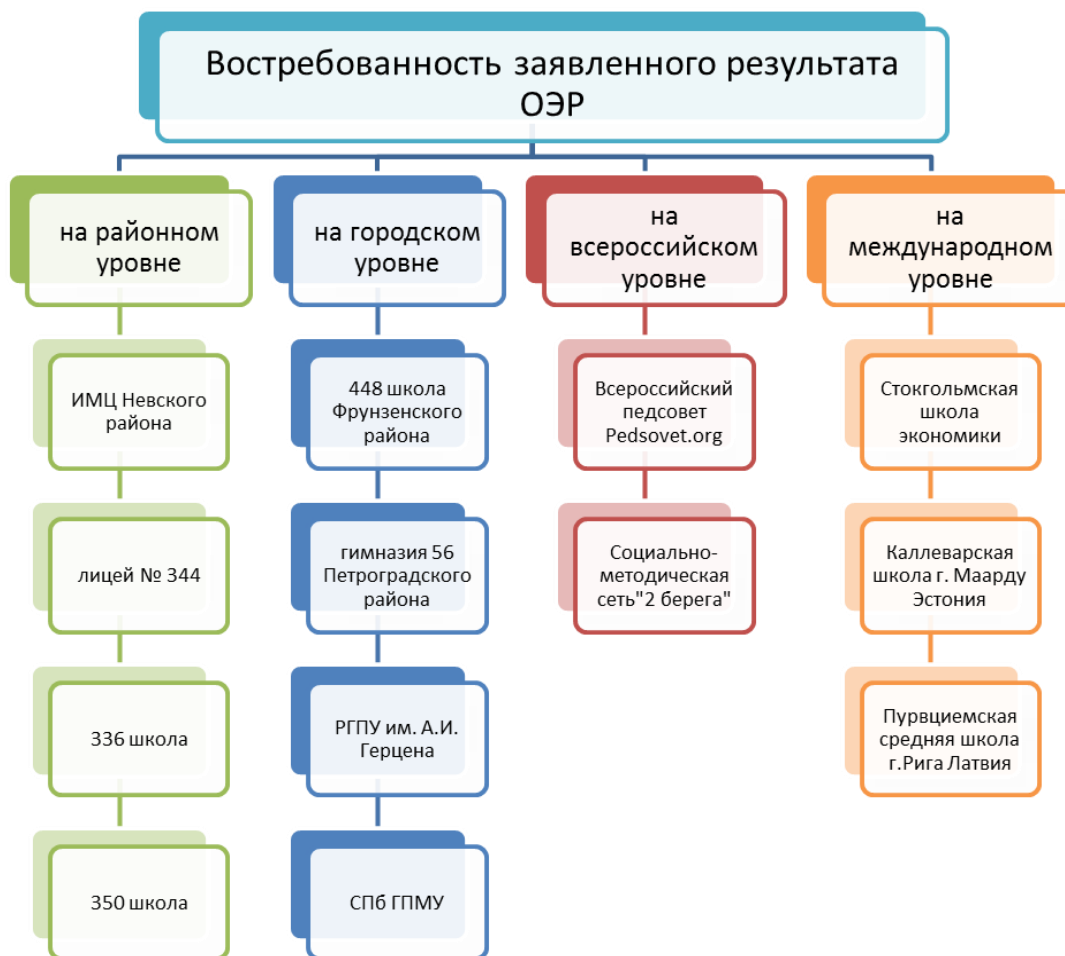 Востребованность заявленного результата
ОЭР
на районном
уровне
ИМЦ Невского
района
лицей № 344
336 школа
350 школа
на городском
уровне
448 школа
Фрунзенского
района
гимназия 56
Петроградского
района
РГПУ им. А.И.
Герцена
СПб ГПМУ
на
всероссийском
уровне
Всероссийский
педсовет
Pedsovet.org
Социально-
методическая
сеть"2 берега"
на
международном
уровне
Стокгольмская
школа
экономики
Каллеварская
школа г. Маарду
Эстония
Пурвциемская
средняя школа
г.Рига Латвия